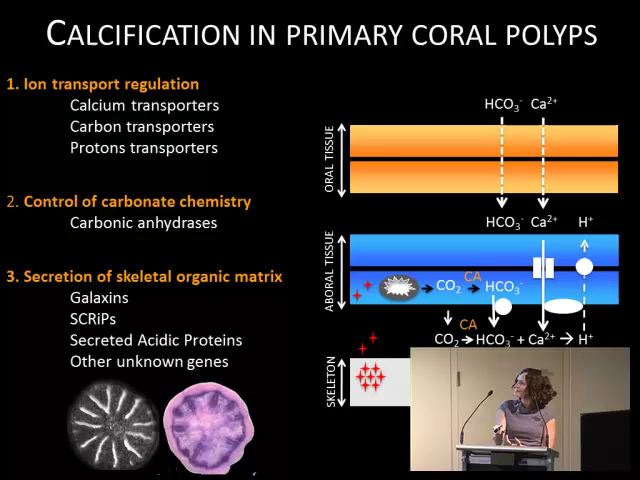 CALCIFICATION IN PRIMARY CORAL POLYPS
1. Ion transport regulation
Calcium transporters
Carbon transporters
Protons transporters
2. Control of carbonate chemistry
Carbonic anhydrases
3. Secretion of skeletal organic matrix
Galaxins
SCRiPs
Secreted Acidic Proteins
Other unknown genes
HCO₃⁻ Ca²⁺
ORAL TISSUE
HCO₃⁻ Ca²⁺ H⁺
ABORAL TISSUE
CO₂ CA HCO₃⁻
CA
CO₂ → HCO₃⁻ + Ca²⁺ → H⁺
SKELETON